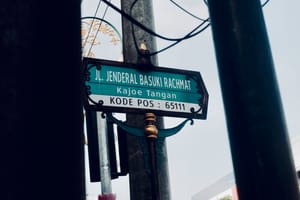 JL. JENDERAL BASUKI RACHMAT
Kajoe Tangan
KODE POS : 65111